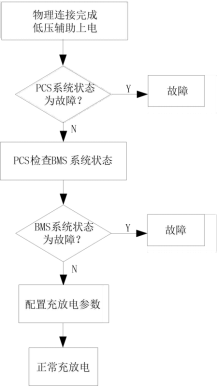 物理连接完成
低压辅助上电
PCS系统状态
为故障？
Y
故障
N
PCS检查BMS系统状态
BMS系统状态
为故障？
Y
故障
N
配置充放电参数
正常充放电